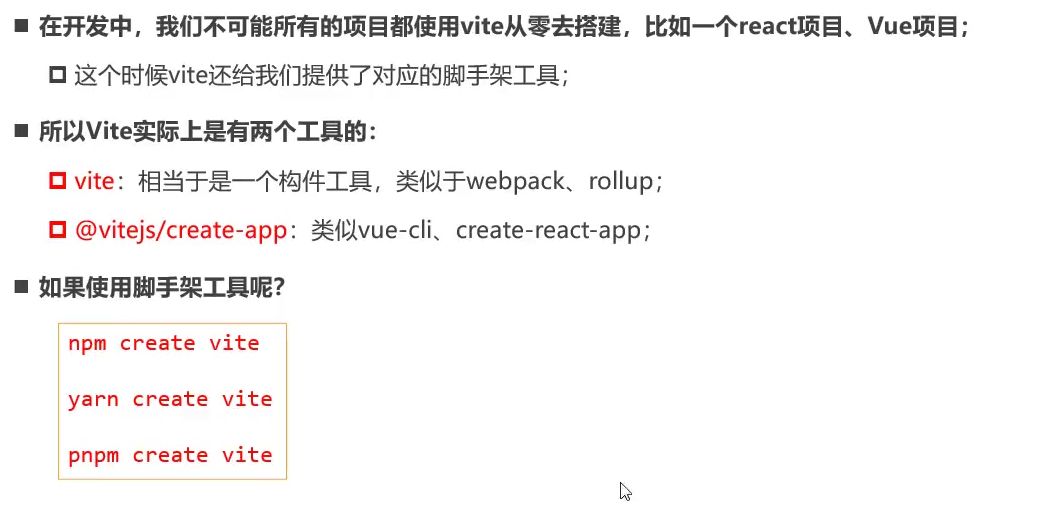 在开发中，我们不可能所有的项目都使用vite从零去搭建，比如一个react项目、Vue项目；
这个时候vite还给我们提供了对应的脚手架工具；
所以Vite实际上是有两个工具的：
vite：相当于是一个构件工具，类似于webpack、rollup；
@vitejs/create-app：类似vue-cli、create-react-app；
如果使用脚手架工具呢？
npm create vite
yarn create vite
pnpm create vite